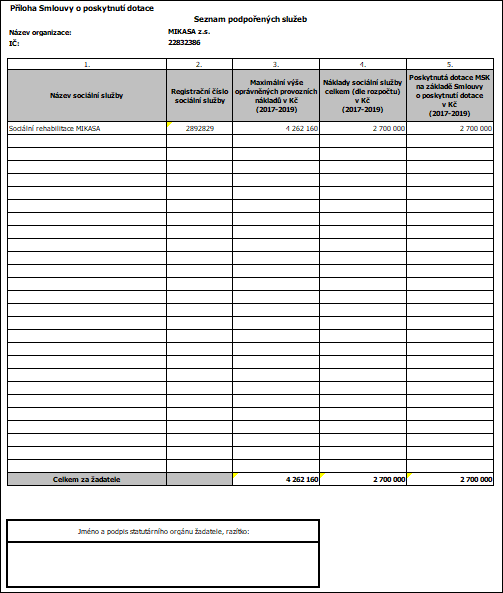 Příloha Smlouvy o poskytnutí dotace
Seznam podpořených služeb
Název organizace: MIKASA z.s.
IČ: 22832386
1. 2. 3. 4. 5.
Název sociální služby
Registrační číslo
sociální služby
Maximální výše
oprávněných provozních
nákladů v Kč
(2017-2019)
Náklady sociální služby
celkem (dle rozpočtu)
v Kč
(2017-2019)
Poskytnutá dotace MSK
na základě Smlouvy
o poskytnutí dotace
v Kč
(2017-2019)
Sociální rehabilitace MIKASA 2892829 4 262 160 2 700 000 2 700 000
Celkem za žadatele 4 262 160 2 700 000 2 700 000
Jméno a podpis statutárního orgánu žadatele, razítko: